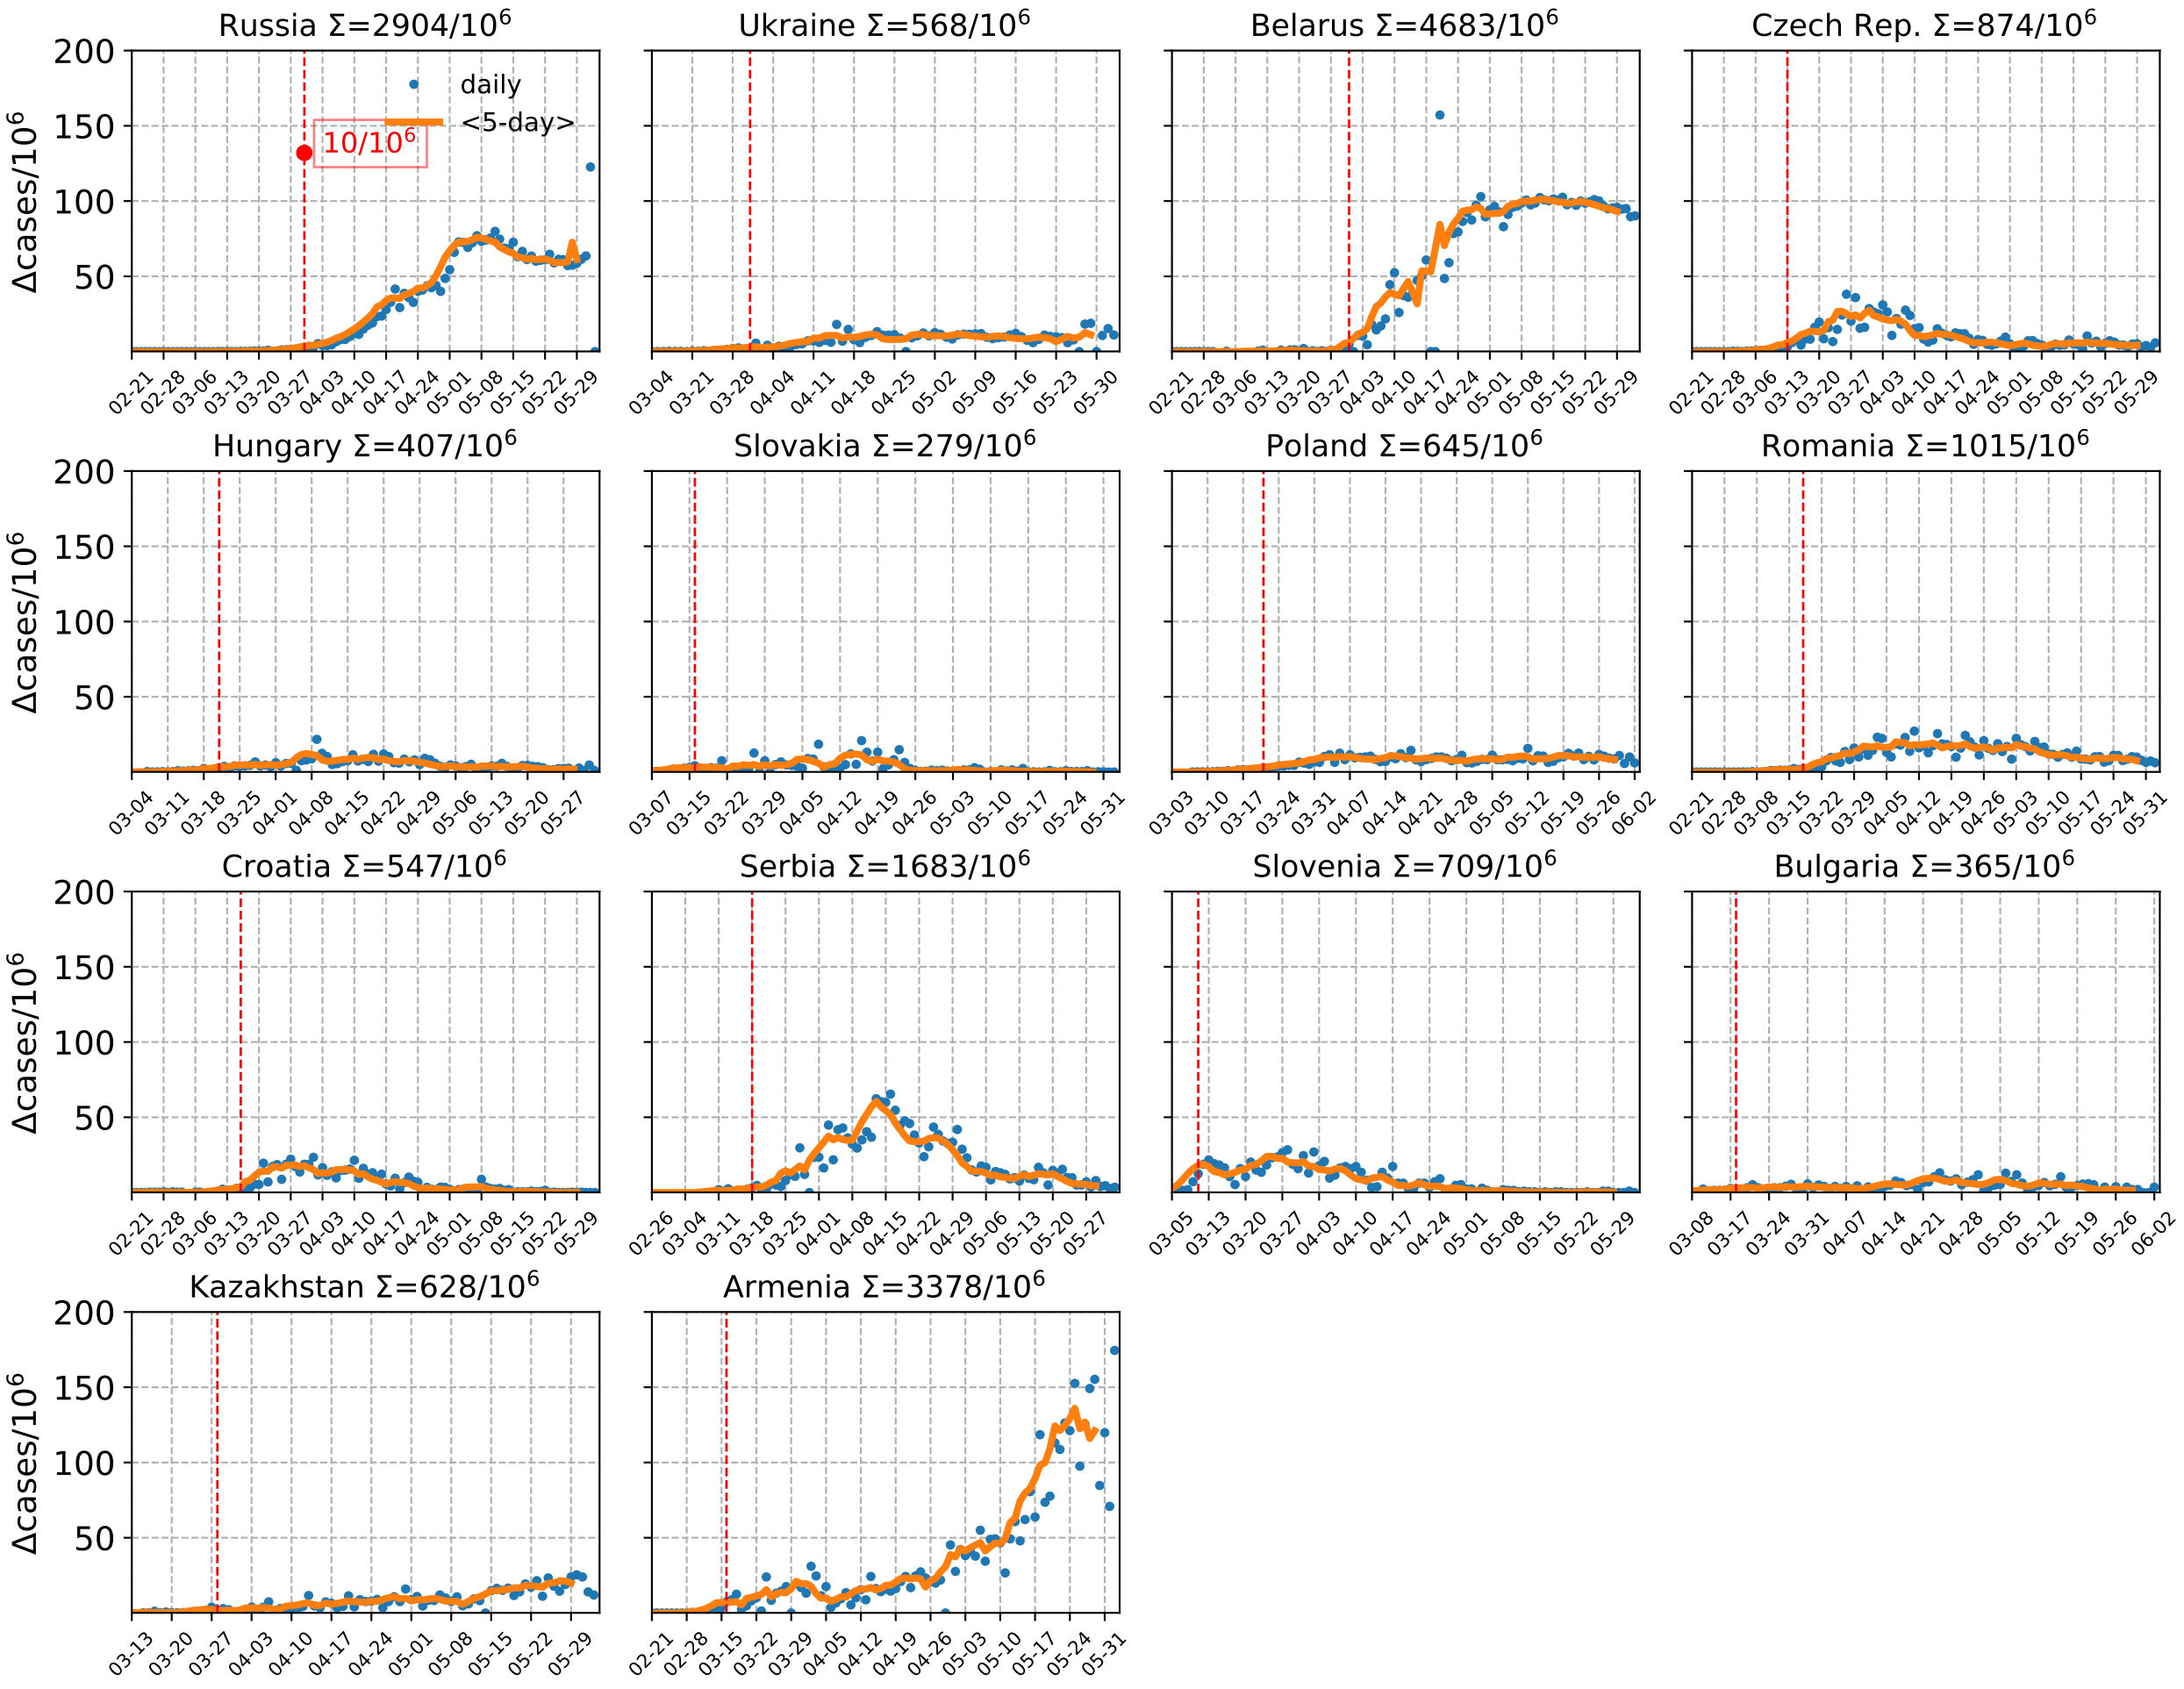 Russia Σ=2904/10⁶ Ukraine Σ=568/10⁶ Belarus Σ=4683/10⁶ Czech Rep. Σ=874/10⁶
200
150
100
50
Δcases/10⁶
daily
<5-day>
10/10⁶
02-21 02-28 03-06 03-13 03-20 03-27 04-03 04-10 04-17 04-24 05-01 05-08 05-15 05-22 05-29
03-04 03-21 03-28 04-04 04-11 04-18 04-25 05-02 05-09 05-16 05-23 05-30
02-21 02-28 03-06 03-13 03-20 03-27 04-03 04-10 04-17 04-24 05-01 05-08 05-15 05-22 05-29
02-21 02-28 03-06 03-13 03-20 03-27 04-03 04-10 04-17 04-24 05-01 05-08 05-15 05-22 05-29
Hungary Σ=407/10⁶ Slovakia Σ=279/10⁶ Poland Σ=645/10⁶ Romania Σ=1015/10⁶
200
150
100
50
Δcases/10⁶
03-04 03-11 03-18 03-25 04-01 04-08 04-15 04-22 04-29 05-06 05-13 05-20 05-27
03-07 03-15 03-22 03-29 04-05 04-12 04-19 04-26 05-03 05-10 05-17 05-24 05-31
03-03 03-10 03-17 03-24 03-31 04-07 04-14 04-21 04-28 05-05 05-12 05-19 05-26 06-02
02-21 02-28 03-08 03-15 03-22 03-29 04-05 04-12 04-19 04-26 05-03 05-10 05-17 05-24 05-31
Croatia Σ=547/10⁶ Serbia Σ=1683/10⁶ Slovenia Σ=709/10⁶ Bulgaria Σ=365/10⁶
200
150
100
50
Δcases/10⁶
02-21 02-28 03-06 03-13 03-20 03-27 04-03 04-10 04-17 04-24 05-01 05-08 05-15 05-22 05-29
02-26 03-04 03-11 03-18 03-25 04-01 04-08 04-15 04-22 04-29 05-06 05-13 05-20 05-27
03-05 03-13 03-20 03-27 04-03 04-10 04-17 04-24 05-01 05-08 05-15 05-22 05-29
03-08 03-17 03-24 03-31 04-07 04-14 04-21 04-28 05-05 05-12 05-19 05-26 06-02
Kazakhstan Σ=628/10⁶ Armenia Σ=3378/10⁶
200
150
100
50
Δcases/10⁶
03-13 03-20 03-27 04-03 04-10 04-17 04-24 05-01 05-08 05-15 05-22 05-29
02-21 02-28 03-15 03-22 03-29 04-05 04-12 04-19 04-26 05-03 05-10 05-17 05-24 05-31